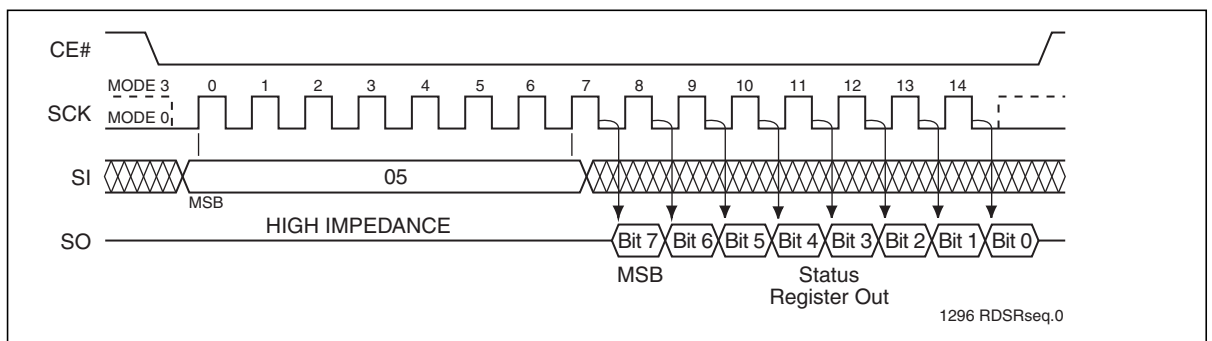 CE#
MODE 3 0 1 2 3 4 5 6 7 8 9 10 11 12 13 14
SCK
MODE 0
SI 05
MSB
HIGH IMPEDANCE
SO Bit 7 Bit 6 Bit 5 Bit 4 Bit 3 Bit 2 Bit 1 Bit 0
MSB Status
Register Out
1296 RDSRseq.0